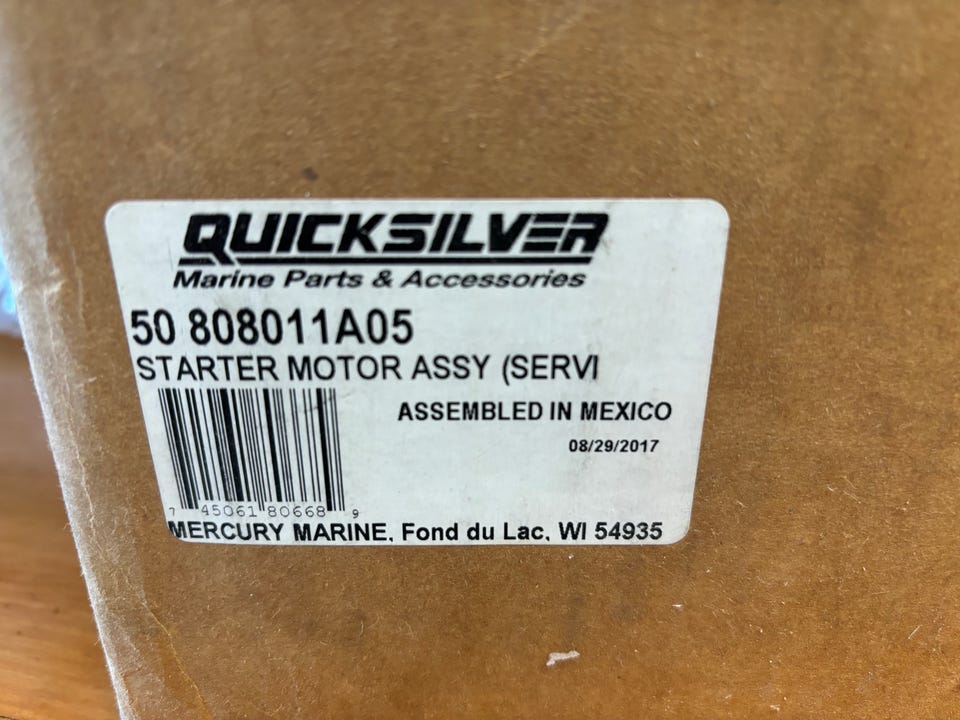 QUICKSILVER
Marine Parts & Accessories
50 808011A05
STARTER MOTOR ASSY (SERVI
ASSEMBLED IN MEXICO
08/29/2017
7 45061 80668 9
MERCURY MARINE, Fond du Lac, WI 54935